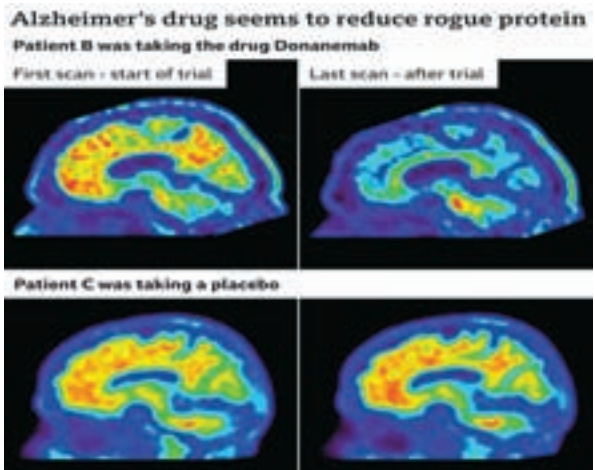 Alzheimer's drug seems to reduce rogue protein
Patient B was taking the drug Donanemab
First scan - start of trial
Last scan - after trial
Patient C was taking a placebo